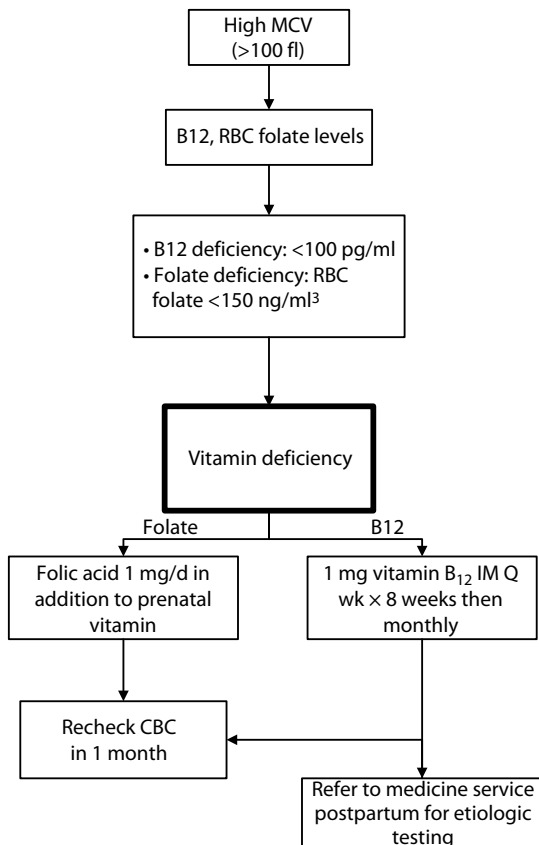 High MCV
(>100 fl)
B12, RBC folate levels
• B12 deficiency: <100 pg/ml
• Folate deficiency: RBC
folate <150 ng/ml³
Vitamin deficiency
Folate
B12
Folic acid 1 mg/d in
addition to prenatal
vitamin
1 mg vitamin B₁₂ IM Q
wk × 8 weeks then
monthly
Recheck CBC
in 1 month
Refer to medicine service
postpartum for etiologic
testing